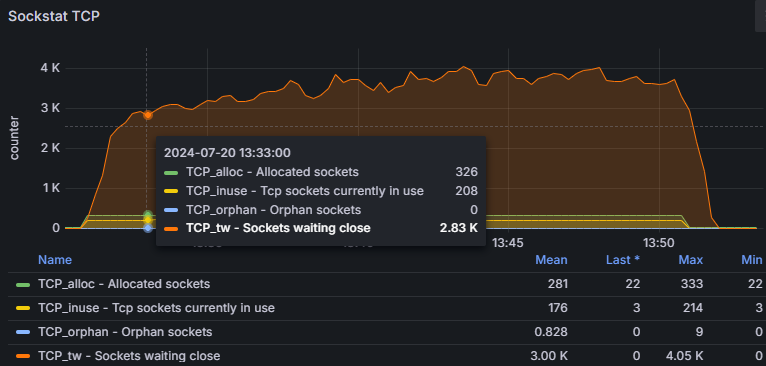 Sockstat TCP
4 K
3 K
2 K
1 K
0
counter
2024-07-20 13:33:00
TCP_alloc - Allocated sockets 326
TCP_inuse - Tcp sockets currently in use 208
TCP_orphan - Orphan sockets 0
TCP_tw - Sockets waiting close 2.83 K
13:45 13:50
Name Mean Last * Max Min
TCP_alloc - Allocated sockets 281 22 333 22
TCP_inuse - Tcp sockets currently in use 176 3 214 3
TCP_orphan - Orphan sockets 0.828 0 9 0
TCP_tw - Sockets waiting close 3.00 K 0 4.05 K 0